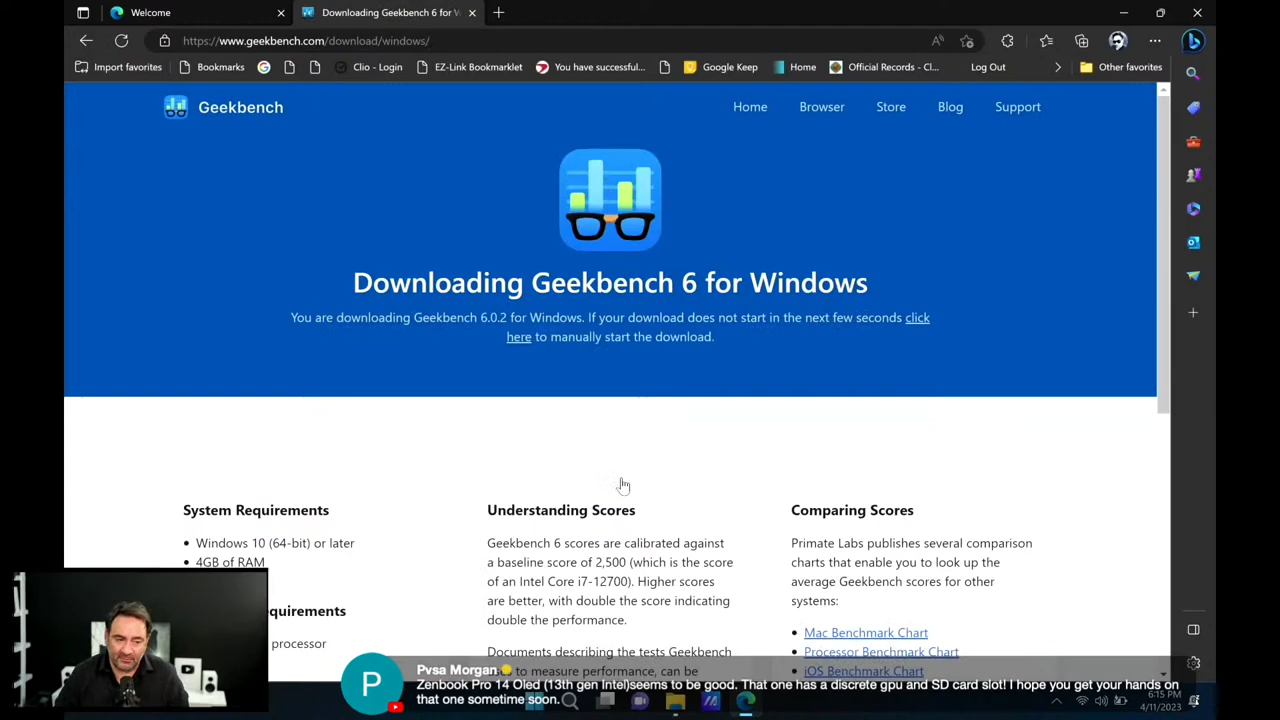 Welcome
Downloading Geekbench 6 for W
https://www.geekbench.com/download/windows/
Import favorites
Bookmarks
Clio - Login
EZ-Link Bookmarklet
You have successful...
Google Keep
Home
Official Records - Cl...
Log Out
Other favorites
Geekbench
Home
Browser
Store
Blog
Support
Downloading Geekbench 6 for Windows
You are downloading Geekbench 6.0.2 for Windows. If your download does not start in the next few seconds click
here to manually start the download.
System Requirements
Windows 10 (64-bit) or later
4GB of RAM
processor
Understanding Scores
Geekbench 6 scores are calibrated against
a baseline score of 2,500 (which is the score
of an Intel Core i7-12700). Higher scores
are better, with double the score indicating
double the performance.
Documents describing the tests Geekbench
to measure performance, can be
Comparing Scores
Primate Labs publishes several comparison
charts that enable you to look up the
average Geekbench scores for other
systems:
Mac Benchmark Chart
Processor Benchmark Chart
iOS Benchmark Chart
P
Pvsa Morgan
Zenbook Pro 14 Oled (13th gen Intel)seems to be good. That one has a discrete gpu and SD card slot! I hope you get your hands on
that one sometime soon.
6:15 PM
4/11/2023